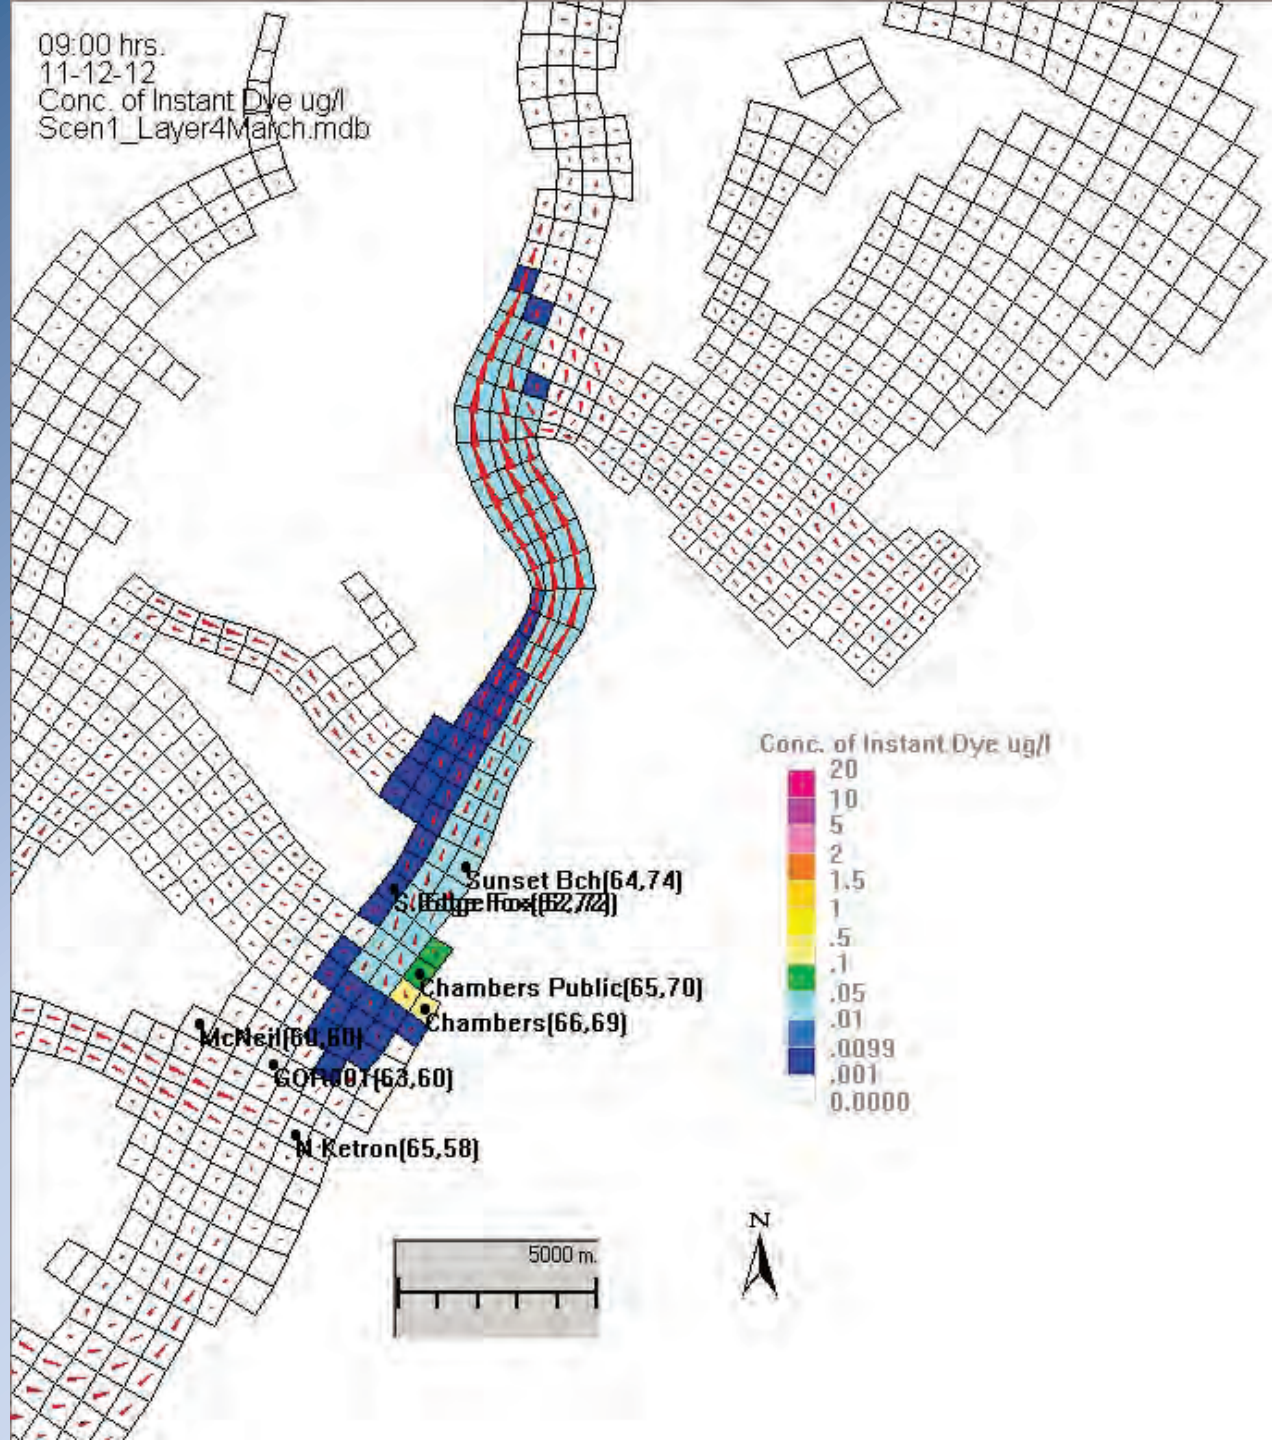 09:00 hrs.
11-12-12
Conc. of Instant Dye ug/l
Scen1_Layer4March.mdb
Conc. of Instant Dye ug/l
20
10
5
2
1.5
1
.5
.1
.05
.01
.0099
.001
0.0000
Sunset Bch(64,74)
Chambers Public(65,70)
Chambers(66,69)
McNeil(60,60)
(63,60)
N Ketron(65,58)
5000 m.
N